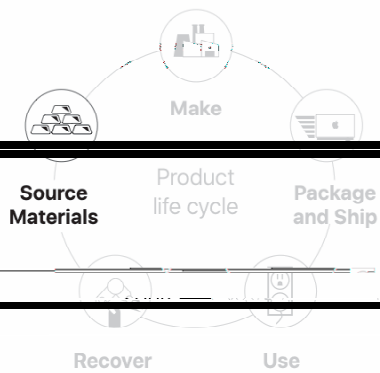 Make
Product
life cycle
Source
Materials
Package
and Ship
Recover
Use